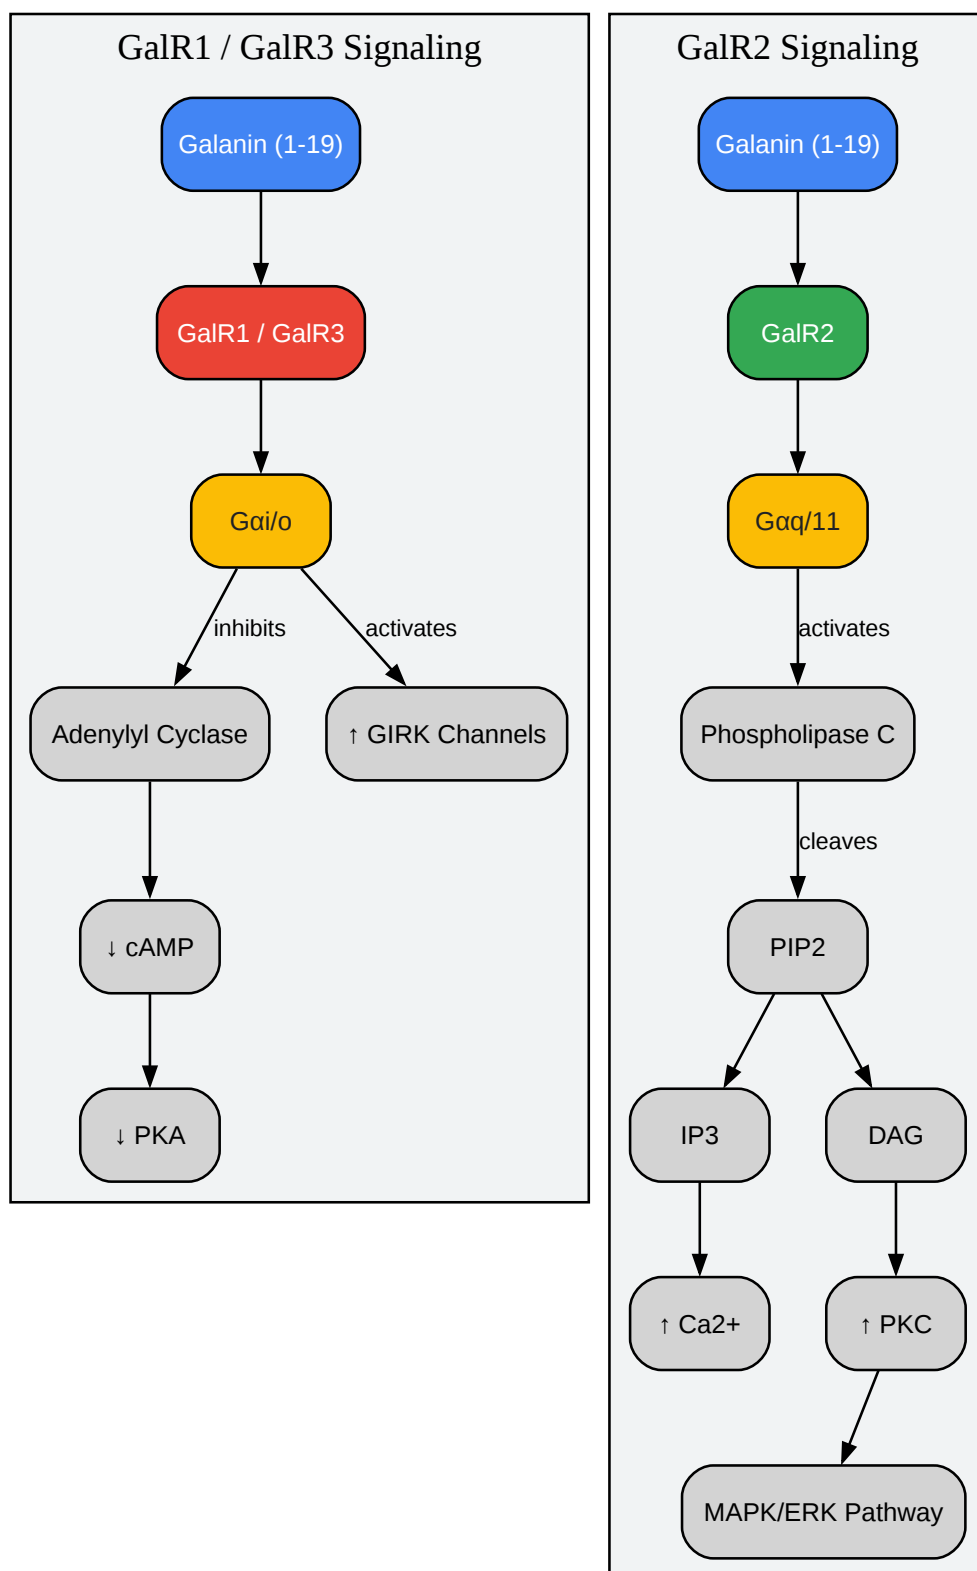 GalR1 / GalR3 Signaling
Galanin (1-19)
GalR1 / GalR3
Gαi/o
inhibits
activates
Adenylyl Cyclase
↑ GIRK Channels
↓ cAMP
↓ PKA
GalR2 Signaling
Galanin (1-19)
GalR2
Gαq/11
activates
Phospholipase C
cleaves
PIP2
IP3
DAG
↑ Ca2+
↑ PKC
MAPK/ERK Pathway